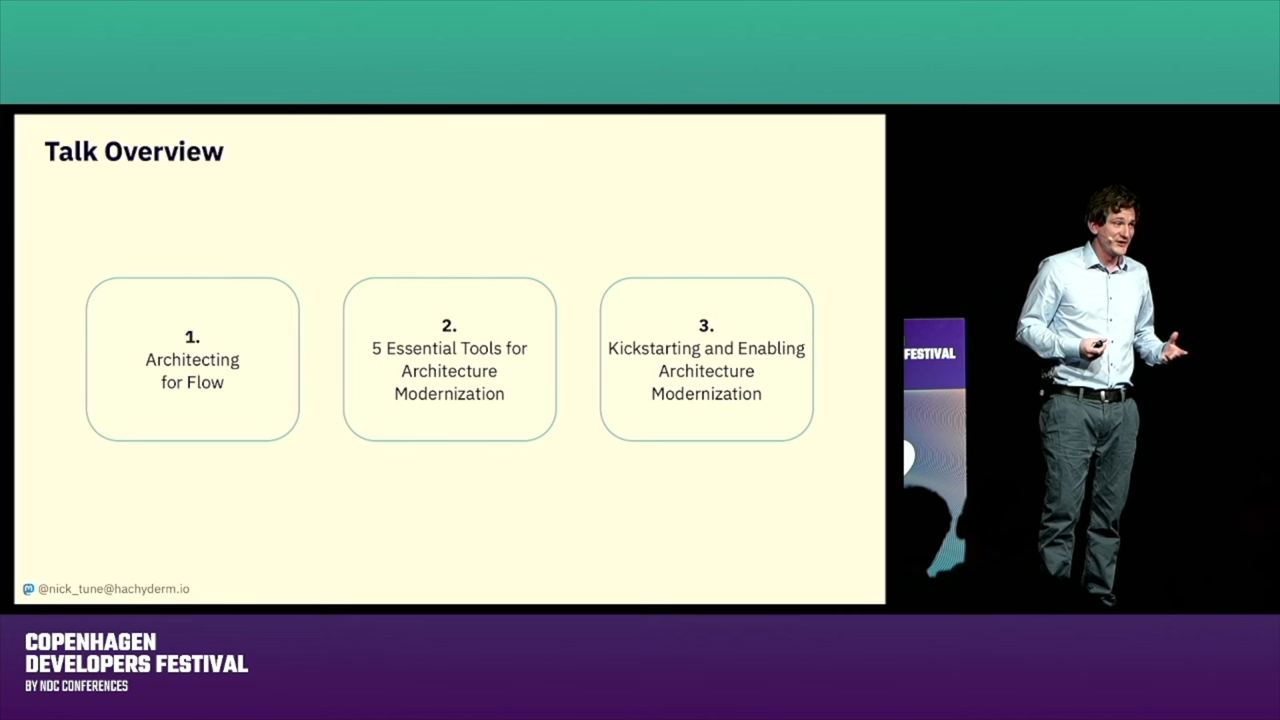 Talk Overview
1.
Architecting
for Flow
2.
5 Essential Tools for
Architecture
Modernization
3.
Kickstarting and Enabling
Architecture
Modernization
@nick_tune@hachyderm.io
FESTIVAL
COPENHAGEN
DEVELOPERS FESTIVAL
BY NDC CONFERENCES